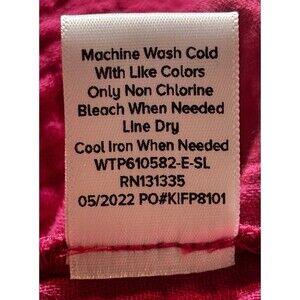 Machine Wash Cold
With Like Colors
Only Non Chlorine
Bleach When Needed
Line Dry
Cool Iron When Needed
WTP610582-E-SL
RN131335
05/2022 PO#KIFP8101